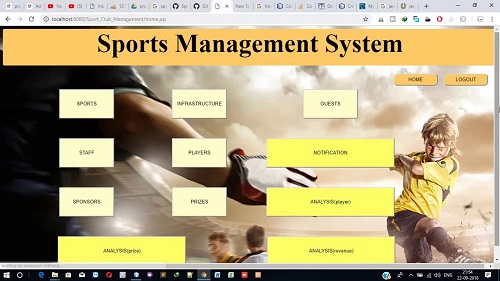 localhost:8080/Sport_Club_Management/home.jsp
Sports Management System
HOME LOGOUT
SPORTS INFRASTRUCTURE GUESTS
STAFF PLAYERS NOTIFICATION
SPONSORS PRIZES ANALYSIS(player)
ANALYSIS(prize) ANALYSIS(revenue)
ENG
21:54
22-09-2018